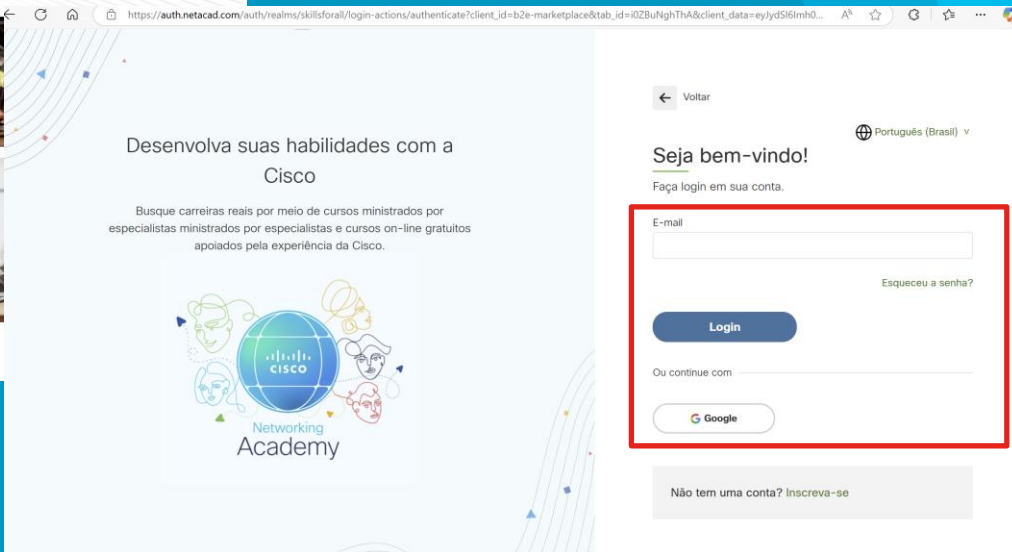 https://auth.netacad.com/auth/realms/skillsforall/login-actions/authenticate?client_id=b2e-marketplace&tab_id=i0ZBuNghThA&client_data=eyJydSI6Imh0...
Voltar
Português (Brasil)
Seja bem-vindo!
Faça login em sua conta.
E-mail
Esqueceu a senha?
Login
Ou continue com
Google
Não tem uma conta? Inscreva-se
Desenvolva suas habilidades com a
Cisco
Busque carreiras reais por meio de cursos ministrados por
especialistas ministrados por especialistas e cursos on-line gratuitos
apoiados pela experiência da Cisco.
CISCO
Networking
Academy